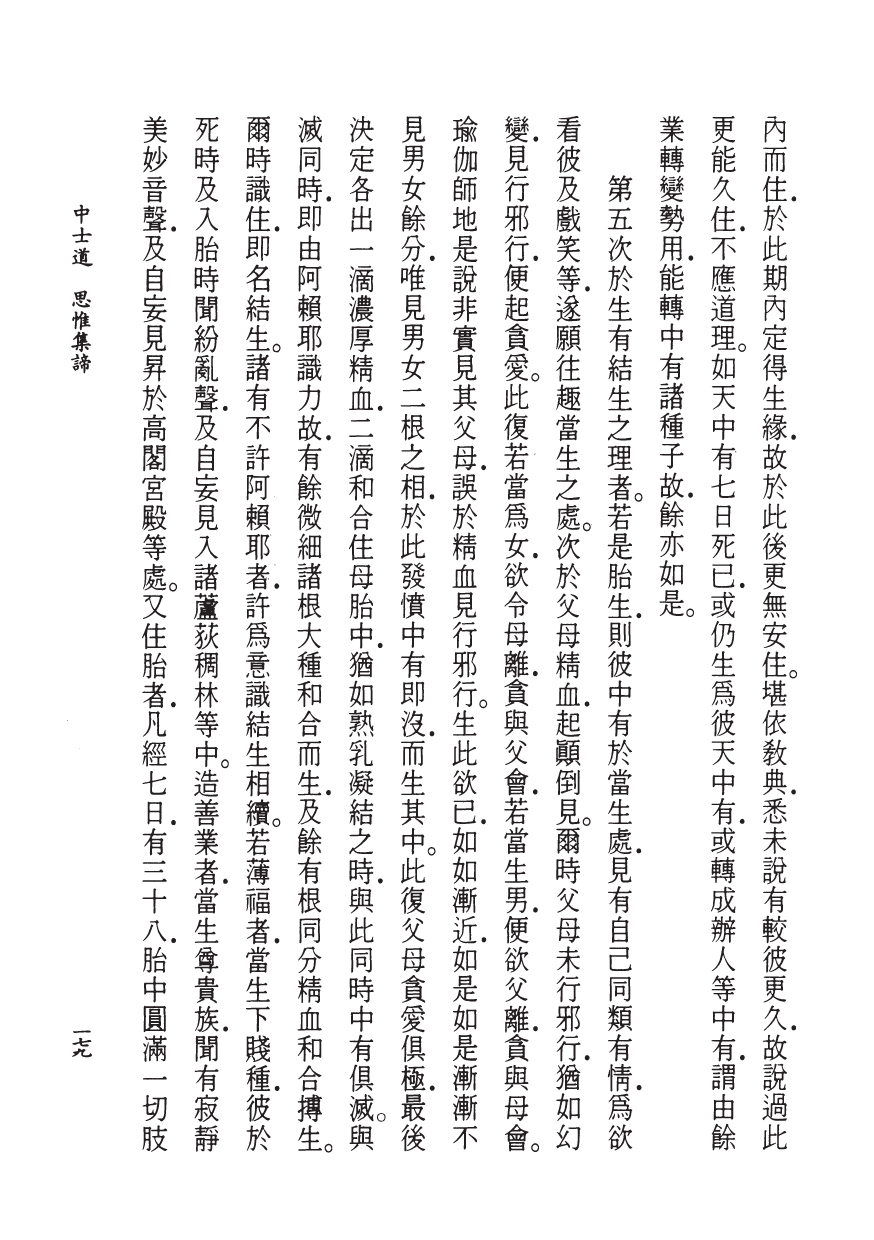 內而住．於此期內定得生緣．故於此後更無安住。堪依敎典．悉未說有較彼更久．故說過此
更能久住．不應道理。如天中有七日死已．或仍生爲彼天中有．或轉成辦人等中有．謂由餘
業轉變勢用．能轉中有諸種子故．餘亦如是。
第五次於生有結生之理者。若是胎生．則彼中有於當生處．見有自己同類有情．爲欲
看彼及戲笑等．遂願往趣當生之處。次於父母精血．起顚倒見。爾時父母未行邪行．猶如幻
變．見行邪行．便起貪愛。此復若當爲女．欲令母離．貪與父會．若當生男．便欲父離．貪與母會。
瑜伽師地是說非實見其父母．誤於精血見行邪行。生此欲已．如如漸近．如是如是漸漸不
見男女餘分．唯見男女二根之相．於此發憤中有即沒．而生其中。此復父母貪愛俱極．最後
決定各出一滴濃厚精血．二滴和合住母胎中．猶如熟乳凝結之時．與此同時中有俱滅。與
滅同時．即由阿賴耶識力故．有餘微細諸根大種和合而生．及餘有根同分精血和合摶生。
爾時識住．即名結生。諸有不許阿賴耶者．許爲意識結生相續。若薄福者．當生下賤種．彼於
死時及入胎時聞紛亂聲．及自妄見入諸蘆荻稠林等中。造善業者．當生尊貴族．聞有寂靜
美妙音聲．及自妄見昇於高閣宮殿等處。又住胎者．凡經七日．有三十八．胎中圓滿一切肢
中士道　思惟集諦
一七九